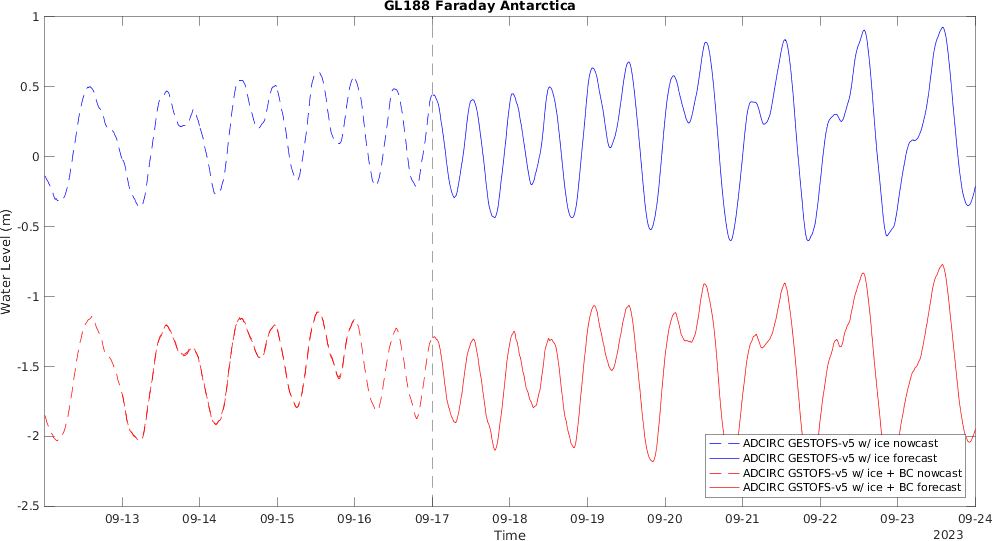 GL188 Faraday Antarctica
Water Level (m)
1
0.5
0
-0.5
-1
-1.5
-2
-2.5
ADCIRC GESTOFS-v5 w/ ice nowcast
ADCIRC GESTOFS-v5 w/ ice forecast
ADCIRC GSTOFS-v5 w/ ice + BC nowcast
ADCIRC GSTOFS-v5 w/ ice + BC forecast
09-13 09-14 09-15 09-16 09-17 09-18 09-19 09-20 09-21 09-22 09-23 09-24
Time
2023